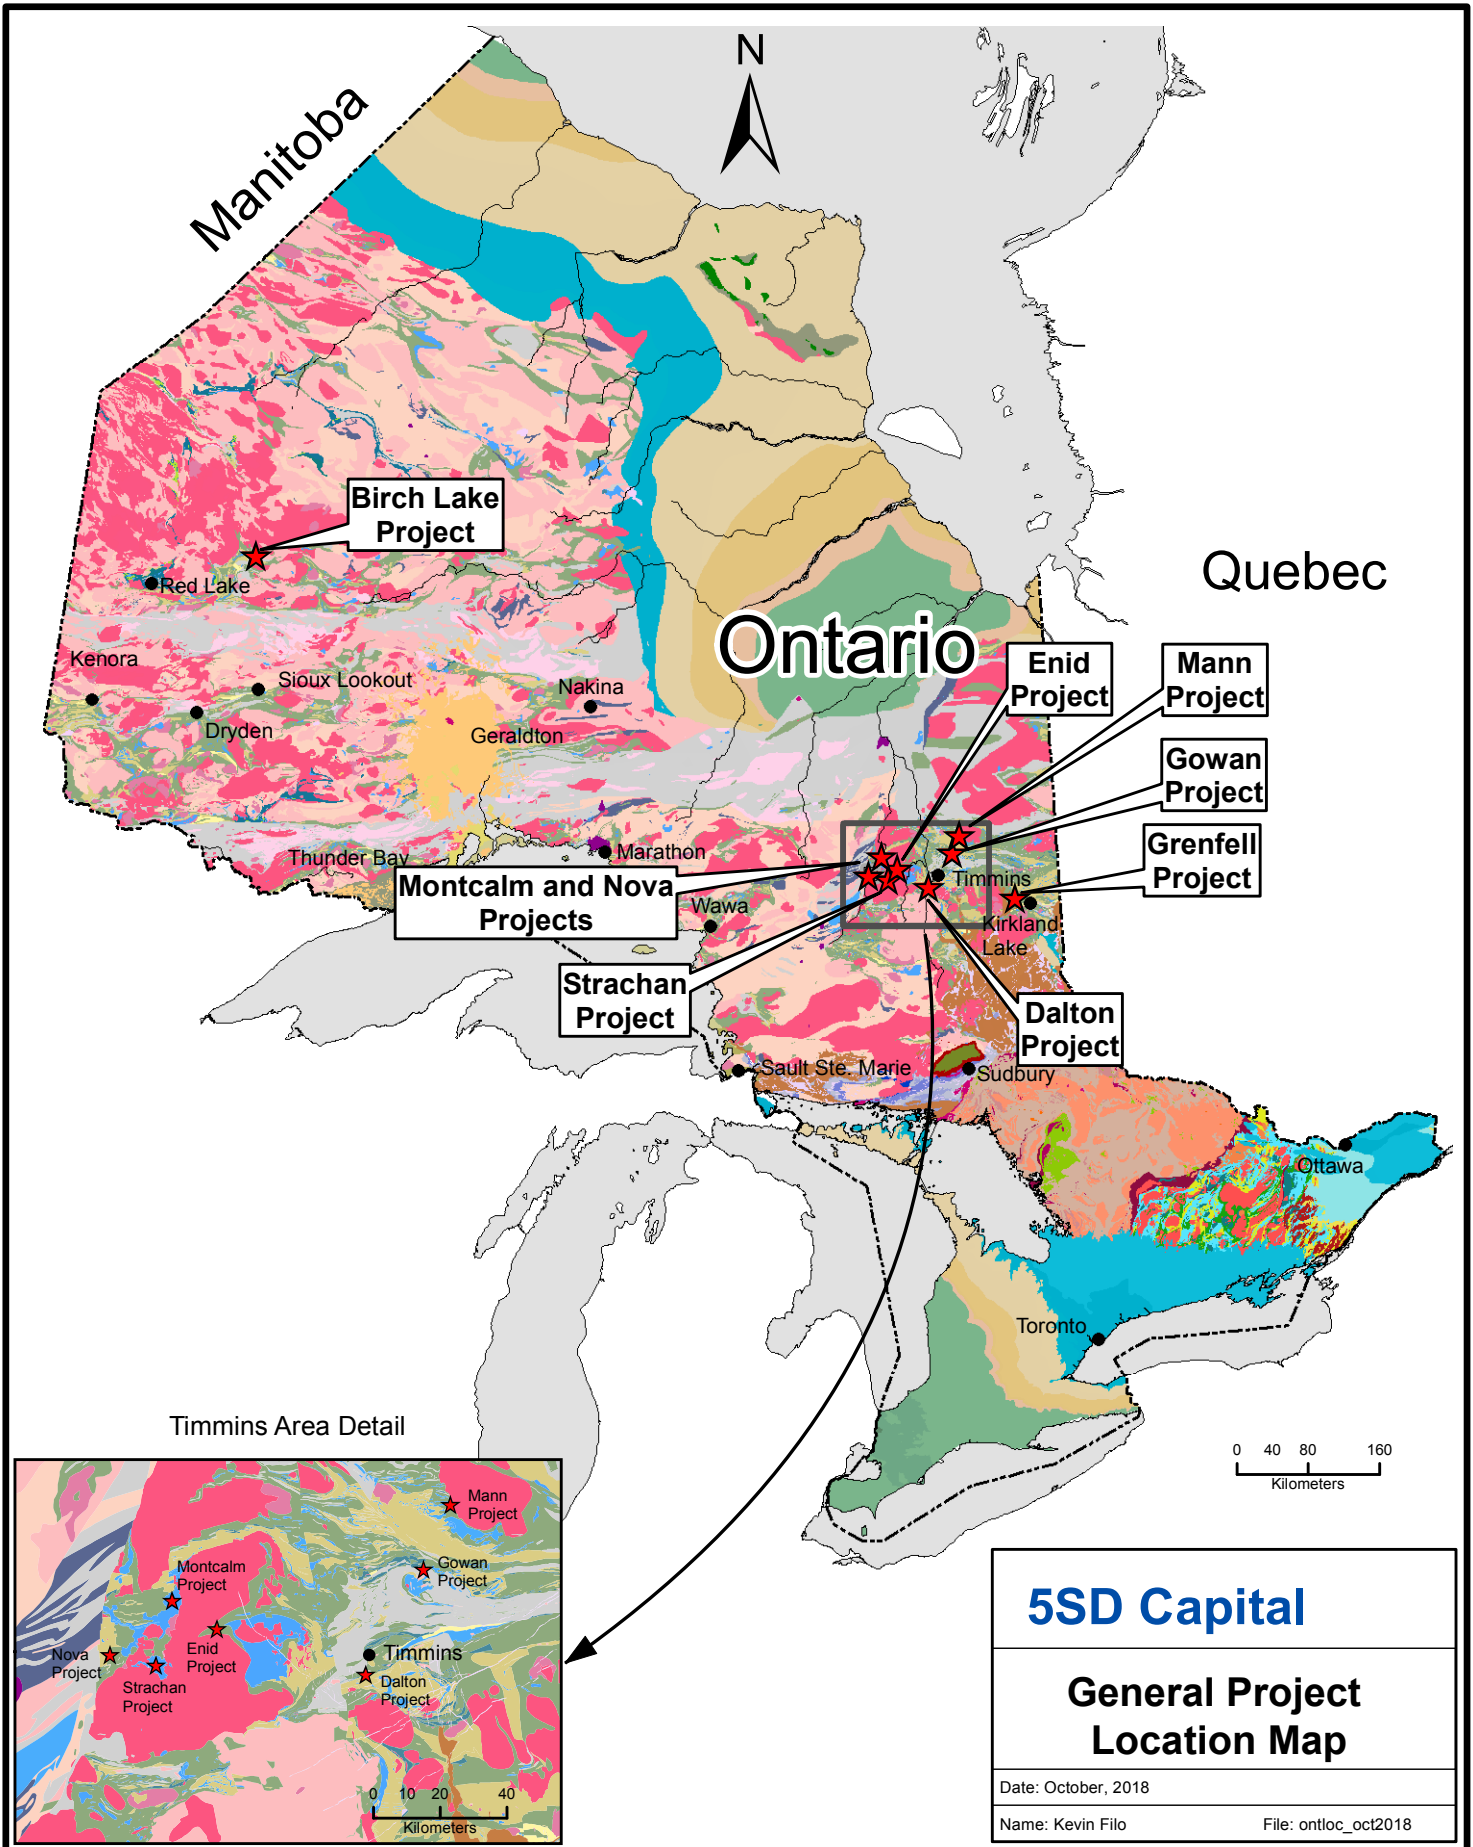 N
Manitoba
Quebec
Ontario
Birch Lake
Project
Red Lake
Kenora
Sioux Lookout
Dryden
Nakina
Geraldton
Enid
Project
Mann
Project
Gowan
Project
Grenfell
Project
Thunder Bay
Marathon
Montcalm and Nova
Projects
Timmins
Wawa
Kirkland
Lake
Strachan
Project
Dalton
Project
Sault Ste. Marie
Sudbury
Ottawa
Toronto
0 40 80 160
Kilometers
Timmins Area Detail
Mann
Project
Gowan
Project
Montcalm
Project
Enid
Project
Nova
Project
Strachan
Project
Timmins
Dalton
Project
0 10 20 40
Kilometers
5SD Capital
General Project
Location Map
Date: October, 2018
Name: Kevin Filo File: ontloc_oct2018